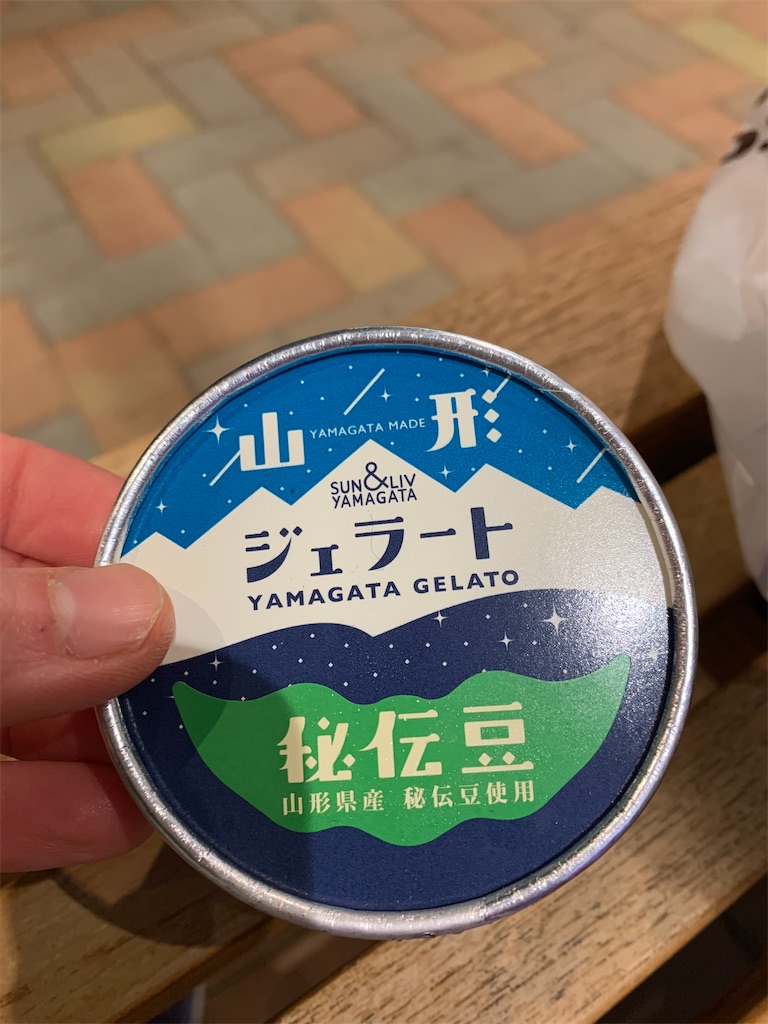 山 YAMAGATA MADE 形
SUN&LIV
YAMAGATA
ジェラート
YAMAGATA GELATO
秘伝豆
山形県産 秘伝豆使用